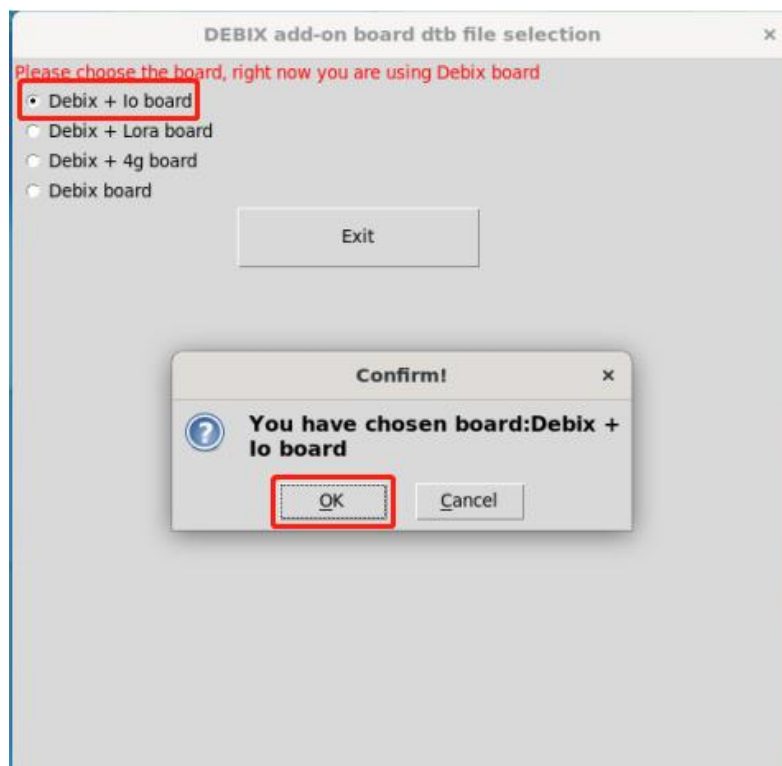 DEBIX add-on board dtb file selection
Please choose the board, right now you are using Debix board
Debix + Io board
Debix + Lora board
Debix + 4g board
Debix board
Exit
Confirm!
You have chosen board:Debix +
Io board
OK
Cancel